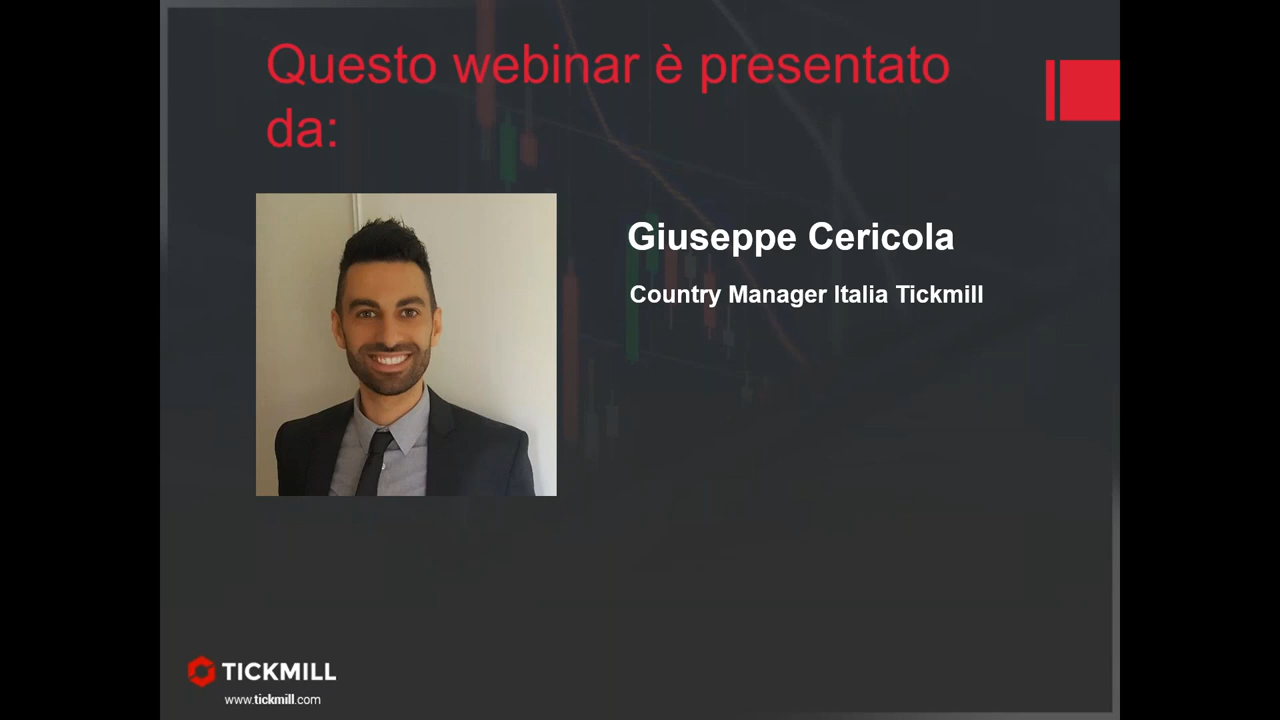 Questo webinar è presentato
da:
Giuseppe Cericola
Country Manager Italia Tickmill
TICKMILL
www.tickmill.com